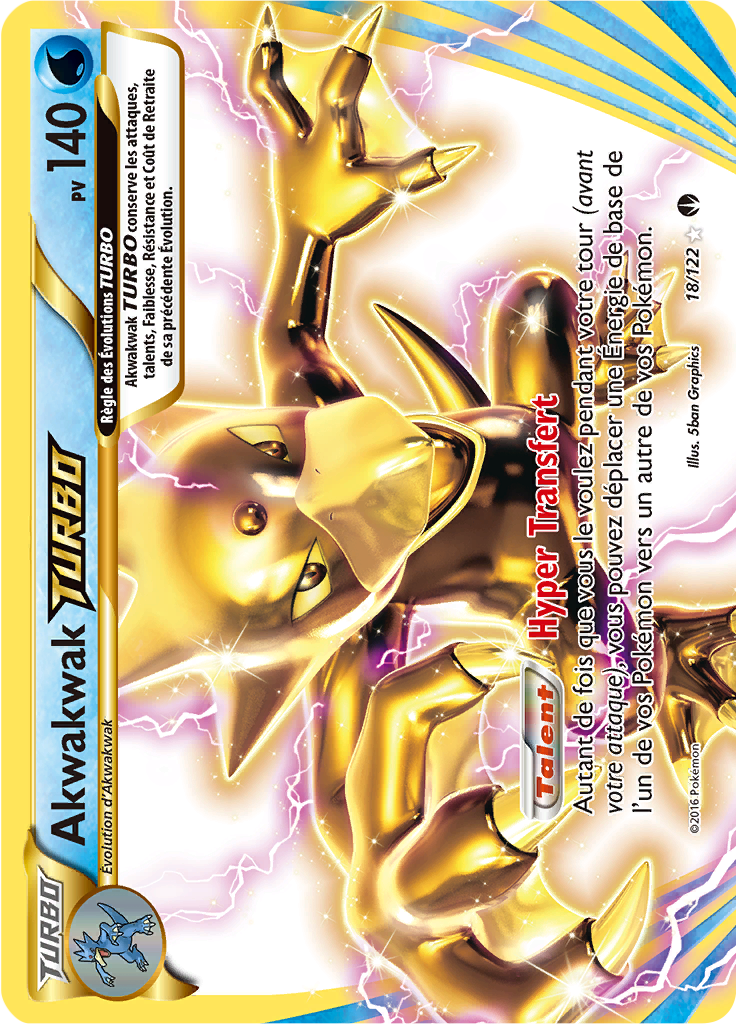 TURBO
Akwakwak TURBO
PV 140
Évolution d'Akwakwak
Règle des Évolutions TURBO
Akwakwak TURBO conserve les attaques,
talents, Faiblesse, Résistance et Coût de Retraite
de sa précédente Évolution.
Talent Hyper Transfert
Autant de fois que vous le voulez pendant votre tour (avant
votre attaque), vous pouvez déplacer une Énergie de base de
l'un de vos Pokémon vers un autre de vos Pokémon.
©2016 Pokémon
Illus. 5ban Graphics
18/122